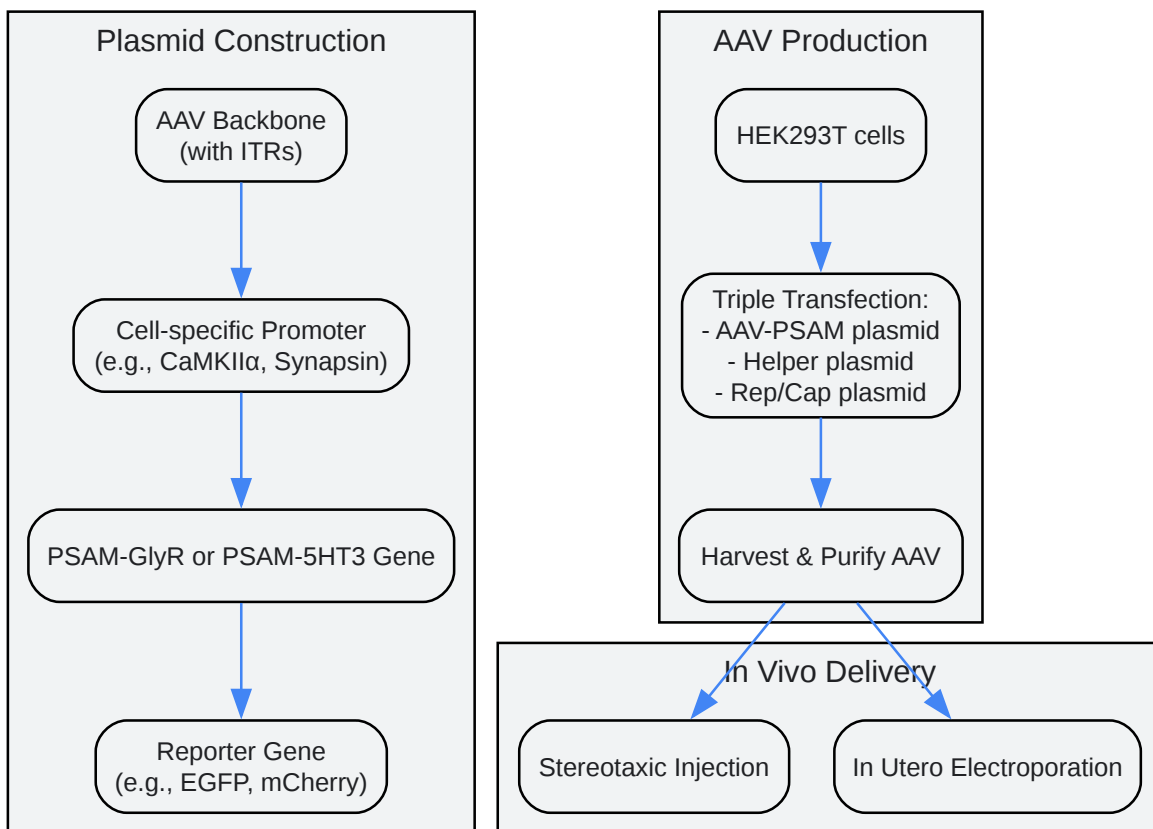 Plasmid Construction
AAV Backbone
(with ITRs)
Cell-specific Promoter
(e.g., CaMKIIα, Synapsin)
PSAM-GlyR or PSAM-5HT3 Gene
Reporter Gene
(e.g., EGFP, mCherry)
AAV Production
HEK293T cells
Triple Transfection:
- AAV-PSAM plasmid
- Helper plasmid
- Rep/Cap plasmid
Harvest & Purify AAV
In Vivo Delivery
Stereotaxic Injection
In Utero Electroporation